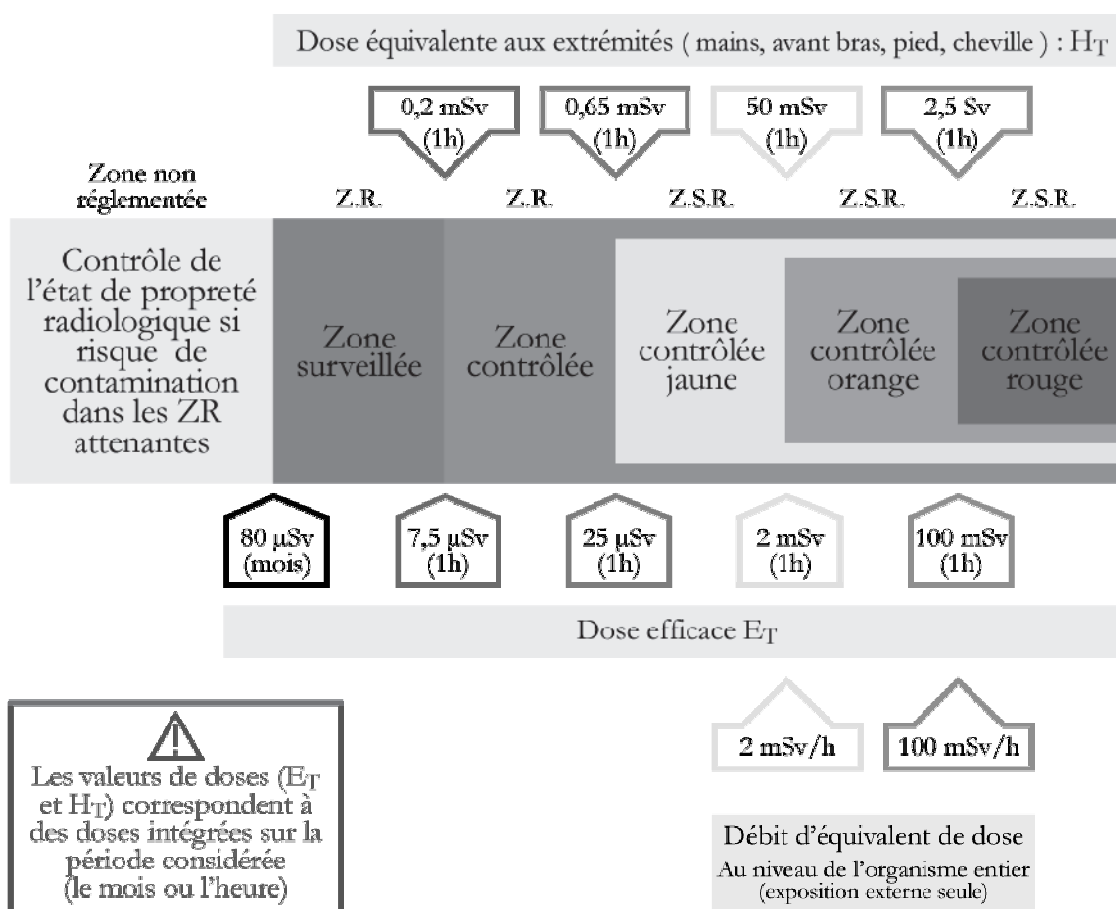 Dose équivalente aux extrémités ( mains, avant bras, pied, cheville ) : HT
0,2 mSv
(1h)
0,65 mSv
(1h)
50 mSv
(1h)
2,5 Sv
(1h)
Zone non
réglementée
Z.R.
Z.R.
Z.S.R.
Z.S.R.
Z.S.R.
Contrôle de
l'état de propreté
radiologique si
risque de
contamination
dans les ZR
attenantes
Zone
surveillée
Zone
contrôlée
Zone
contrôlée
jaune
Zone
contrôlée
orange
Zone
contrôlée
rouge
80 µSv
(mois)
7,5 µSv
(1h)
25 µSv
(1h)
2 mSv
(1h)
100 mSv
(1h)
Dose efficace ET
2 mSv/h
100 mSv/h
Les valeurs de doses (ET
et HT) correspondent à
des doses intégrées sur la
période considérée
(le mois ou l'heure)
Débit d'équivalent de dose
Au niveau de l'organisme entier
(exposition externe seule)